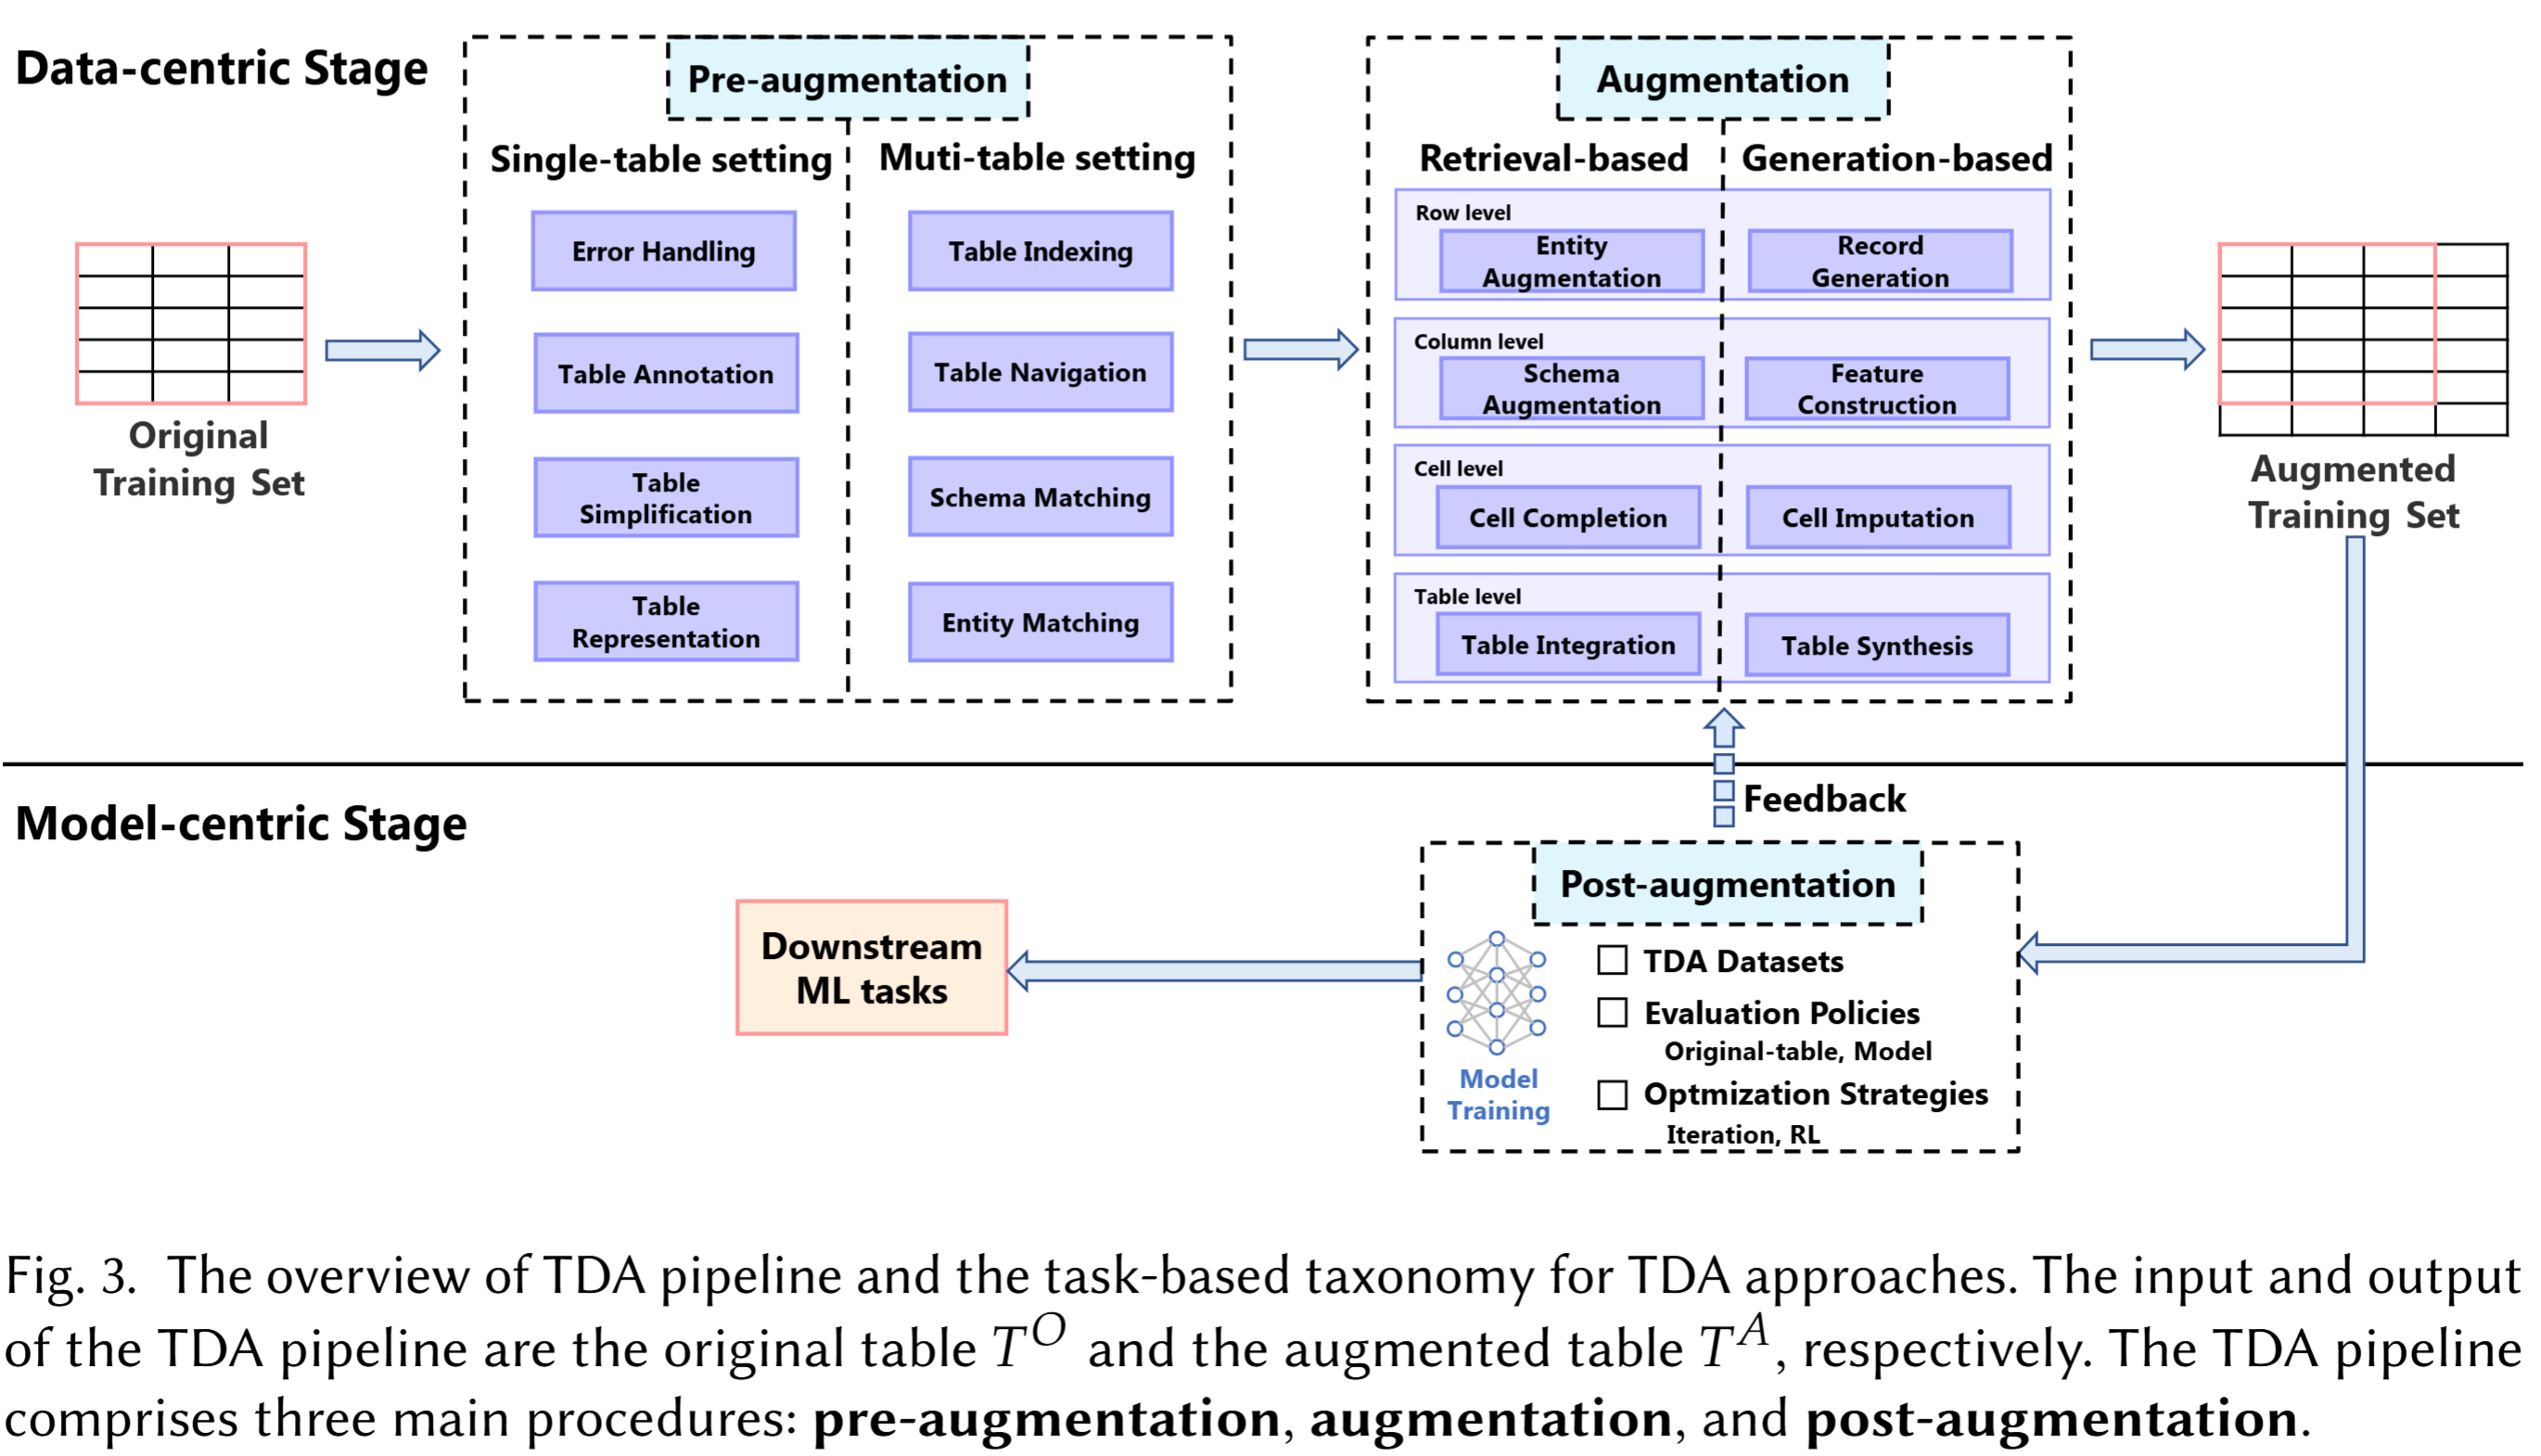 Data-centric Stage
Pre-augmentation
Single-table setting
Muti-table setting
Error Handling
Table Annotation
Table
Simplification
Table
Representation
Table Indexing
Table Navigation
Schema Matching
Entity Matching
Augmentation
Retrieval-based
Generation-based
Row level
Entity
Augmentation
Record
Generation
Column level
Schema
Augmentation
Feature
Construction
Cell level
Cell Completion
Cell Imputation
Table level
Table Integration
Table Synthesis
Original
Training Set
Augmented
Training Set
Model-centric Stage
Feedback
Post-augmentation
Model
Training
TDA Datasets
Evaluation Policies
Original-table, Model
Optmization Strategies
Iteration, RL
Downstream
ML tasks
Fig. 3. The overview of TDA pipeline and the task-based taxonomy for TDA approaches. The input and output
of the TDA pipeline are the original table T^O and the augmented table T^A, respectively. The TDA pipeline
comprises three main procedures: pre-augmentation, augmentation, and post-augmentation.